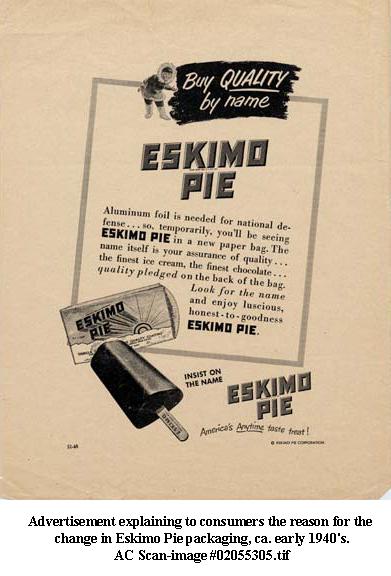 Buy QUALITY
by name
ESKIMO
PIE
Aluminum foil is needed for national de-
fense...so, temporarily, you'll be seeing
ESKIMO PIE in a new paper bag. The
name itself is your assurance of quality...
the finest ice cream, the finest chocolate...
quality pledged on the back of the bag.
Look for the name
and enjoy luscious,
honest-to-goodness
ESKIMO PIE.
ESKIMO
PIE
INSIST ON
THE NAME
ESKIMO
PIE
America's Anytime taste treat!
© ESKIMO PIE CORPORATION
Advertisement explaining to consumers the reason for the
change in Eskimo Pie packaging, ca. early 1940's.
AC Scan-image #02055305.tif